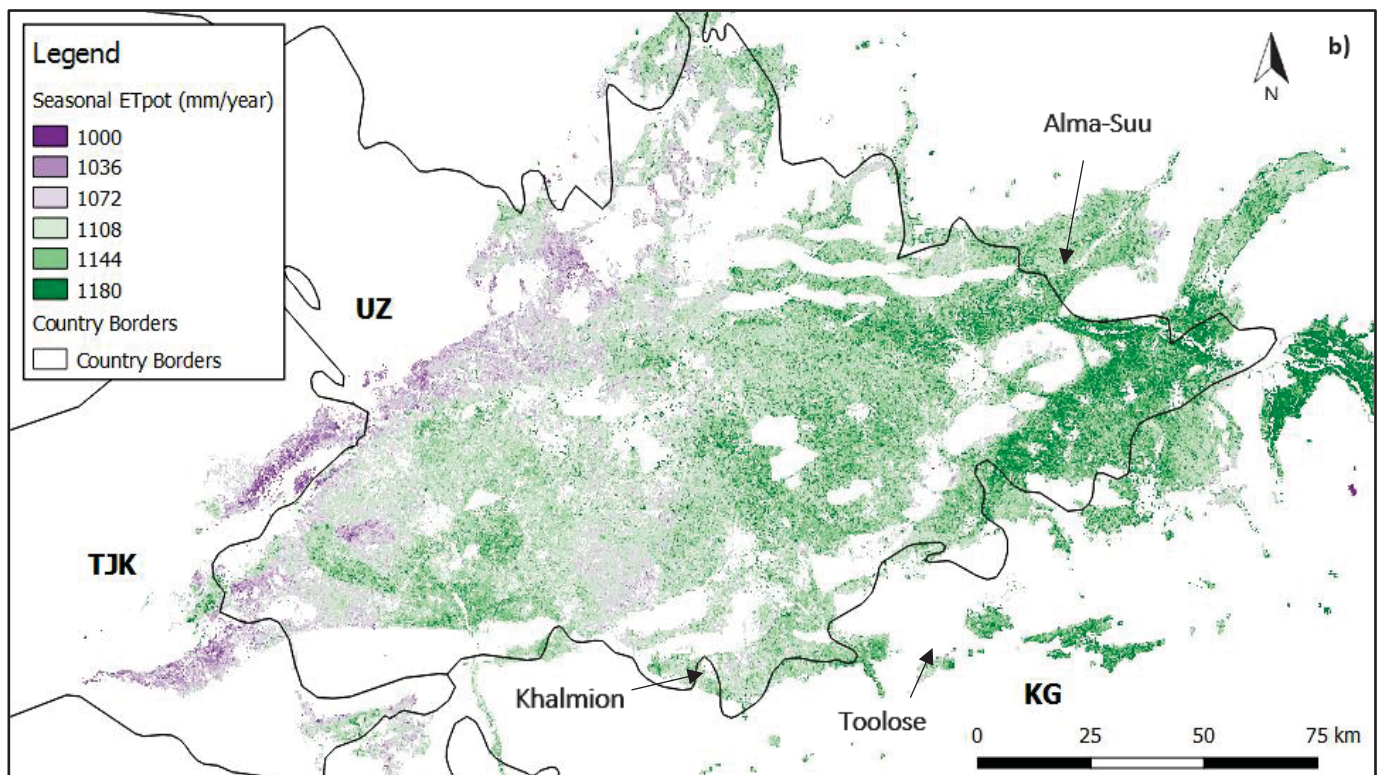 Legend
Seasonal ETpot (mm/year)
1000
1036
1072
1108
1144
1180
Country Borders
Country Borders
b)
N
Alma-Suu
UZ
TJK
Khalmion
Toolose
KG
0 25 50 75 km